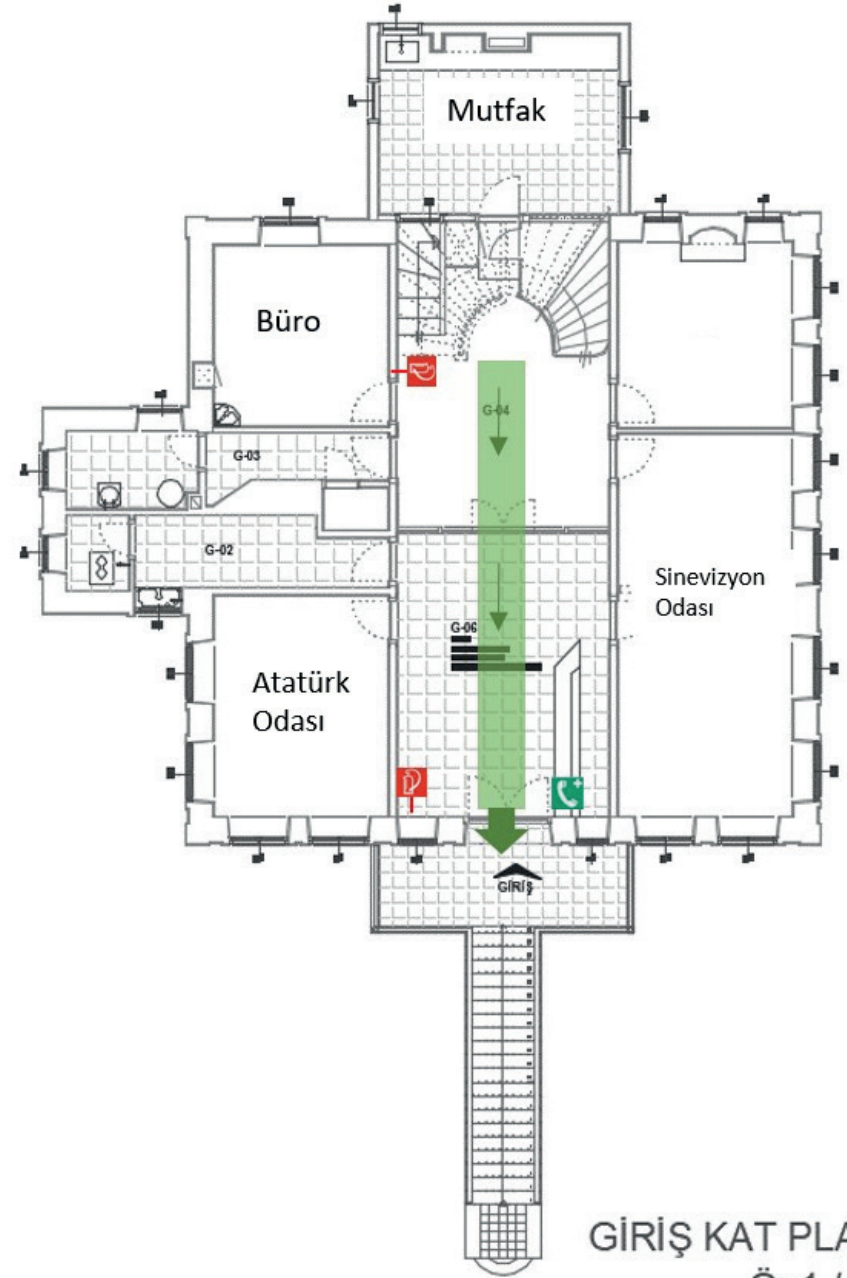 Mutfak
Büro
G-04
G-03
G-02
Sinevizyon
Odası
G-06
Atatürk
Odası
GİRİŞ
GİRİŞ KAT PLA